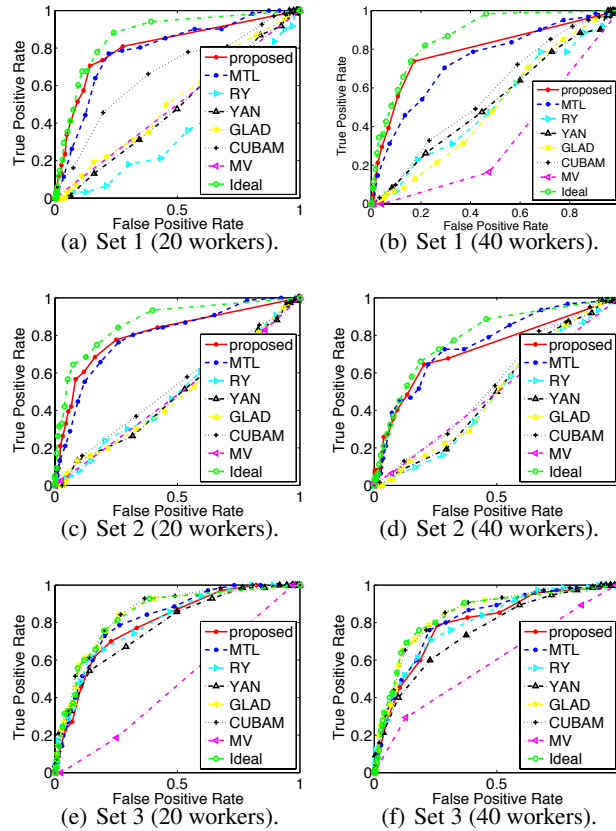 1
0.8
0.6
0.4
0.2
0
True Positive Rate
0 0.5 1
False Positive Rate
proposed
MTL
RY
YAN
GLAD
CUBAM
MV
Ideal
(a) Set 1 (20 workers).
1
0.8
0.6
0.4
0.2
0
True Positive Rate
0 0.2 0.4 0.6 0.8
False Positive Rate
proposed
MTL
RY
YAN
GLAD
CUBAM
MV
Ideal
(b) Set 1 (40 workers).
1
0.8
0.6
0.4
0.2
0
True Positive Rate
0 0.5 1
False Positive Rate
proposed
MTL
RY
YAN
GLAD
CUBAM
MV
Ideal
(c) Set 2 (20 workers).
1
0.8
0.6
0.4
0.2
0
True Positive Rate
0 0.5
False Positive Rate
proposed
MTL
RY
YAN
GLAD
CUBAM
MV
Ideal
(d) Set 2 (40 workers).
1
0.8
0.6
0.4
0.2
0
True Positive Rate
0 0.5 1
False Positive Rate
proposed
MTL
RY
YAN
GLAD
CUBAM
MV
Ideal
(e) Set 3 (20 workers).
1
0.8
0.6
0.4
0.2
0
True Positive Rate
0 0.5
False Positive Rate
proposed
MTL
RY
YAN
GLAD
CUBAM
MV
Ideal
(f) Set 3 (40 workers).